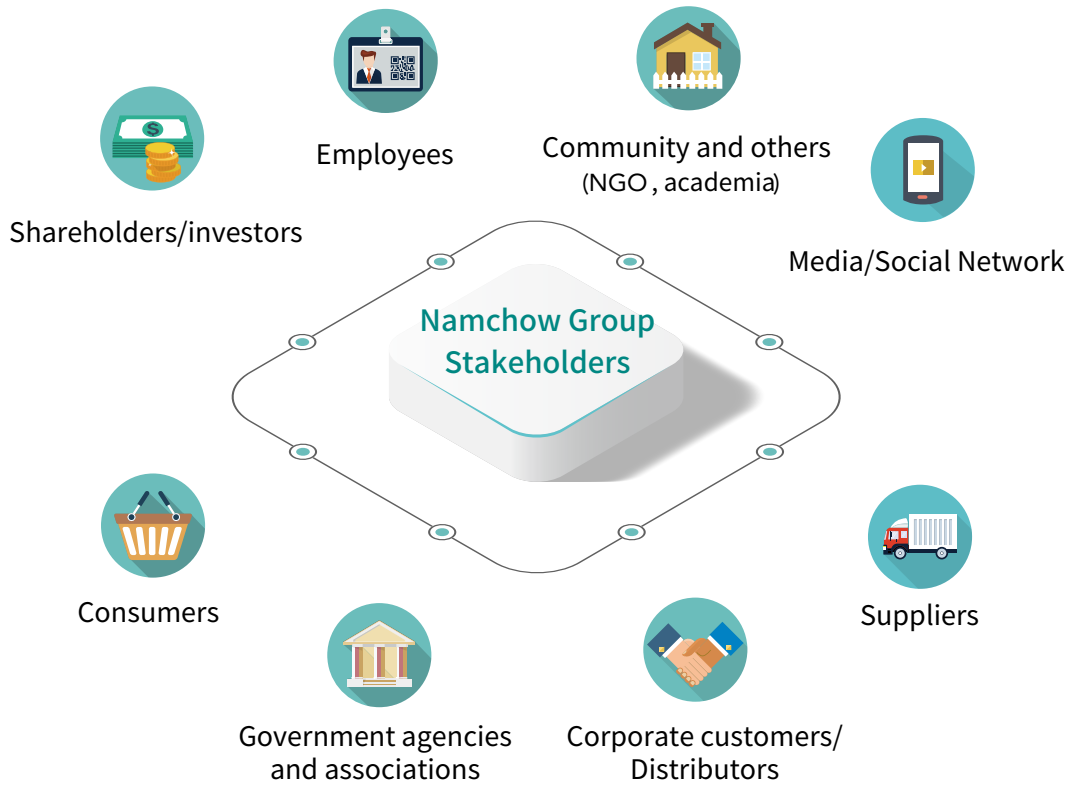 Employees
Community and others
(NGO , academia)
Shareholders/investors
Media/Social Network
Namchow Group
Stakeholders
Consumers
Suppliers
Government agencies
and associations
Corporate customers/
Distributors